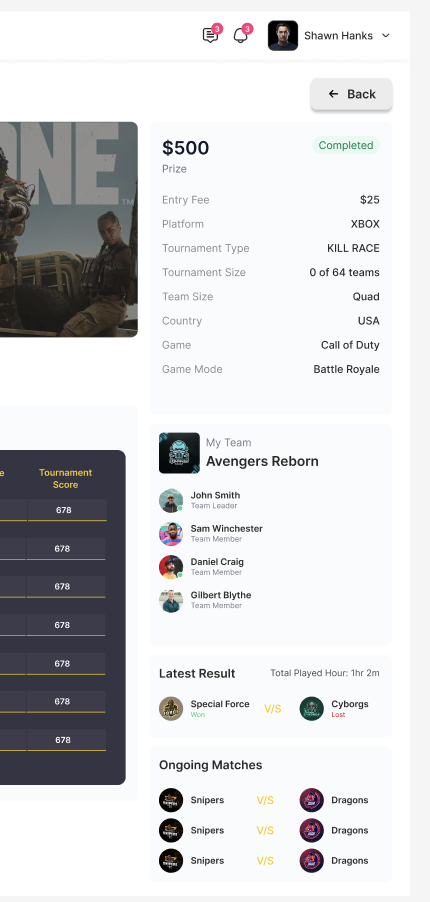 3
3
Shawn Hanks
← Back
ONE
TM
$500
Completed
Prize
Entry Fee $25
Platform XBOX
Tournament Type KILL RACE
Tournament Size 0 of 64 teams
Team Size Quad
Country USA
Game Call of Duty
Game Mode Battle Royale
e Tournament
Score
678
678
678
678
678
678
678
My Team
Avengers Reborn
John Smith
Team Leader
Sam Winchester
Team Member
Daniel Craig
Team Member
Gilbert Blythe
Team Member
Latest Result Total Played Hour: 1hr 2m
Special Force V/S Cyborgs
Won Lost
Ongoing Matches
Snipers V/S Dragons
Snipers V/S Dragons
Snipers V/S Dragons